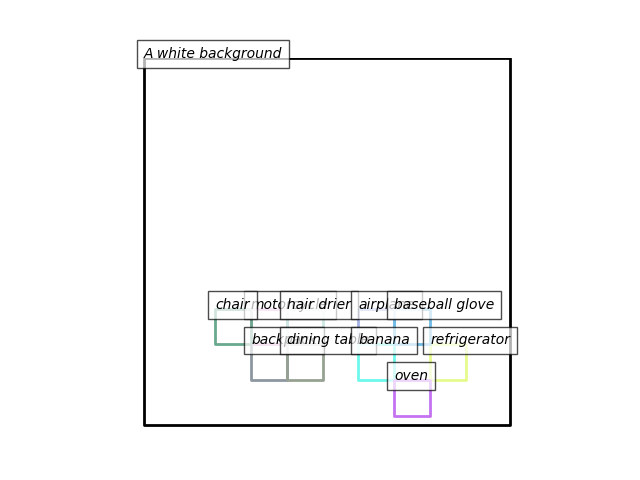 A white background
chair motorcycle hair drier airplane baseball glove
backpack dining table banana refrigerator
oven